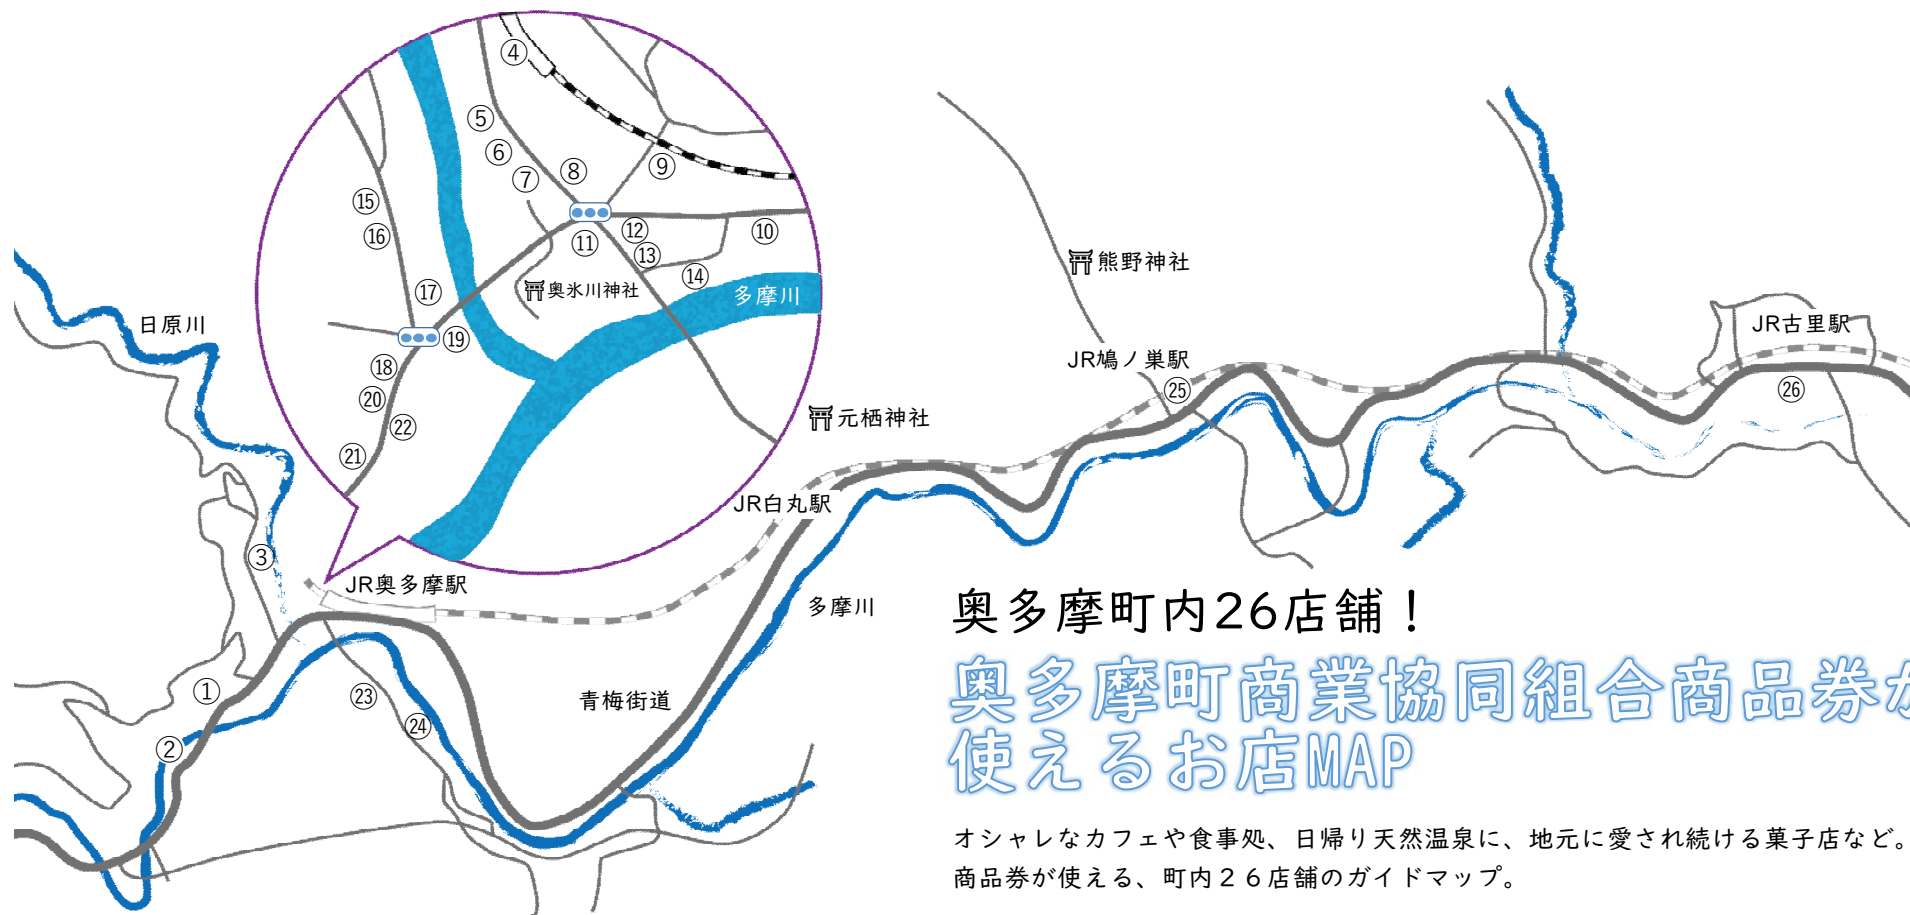 ④
⑤
⑥
⑦
⑧
⑨
⑩
⑪
⑫
⑬
⑭
⑮
⑯
⑰
⑱
⑲
⑳
㉑
㉒
奥氷川神社
多摩川
日原川
熊野神社
JR古里駅
JR鳩ノ巣駅
㉕
㉖
元栖神社
JR白丸駅
③
JR奥多摩駅
多摩川
青梅街道
①
②
㉓
㉔
奥多摩町内26店舗！
奥多摩町商業協同組合商品券が
使えるお店MAP
オシャレなカフェや食事処、日帰り天然温泉に、地元に愛され続ける菓子店など。
商品券が使える、町内２６店舗のガイドマップ。